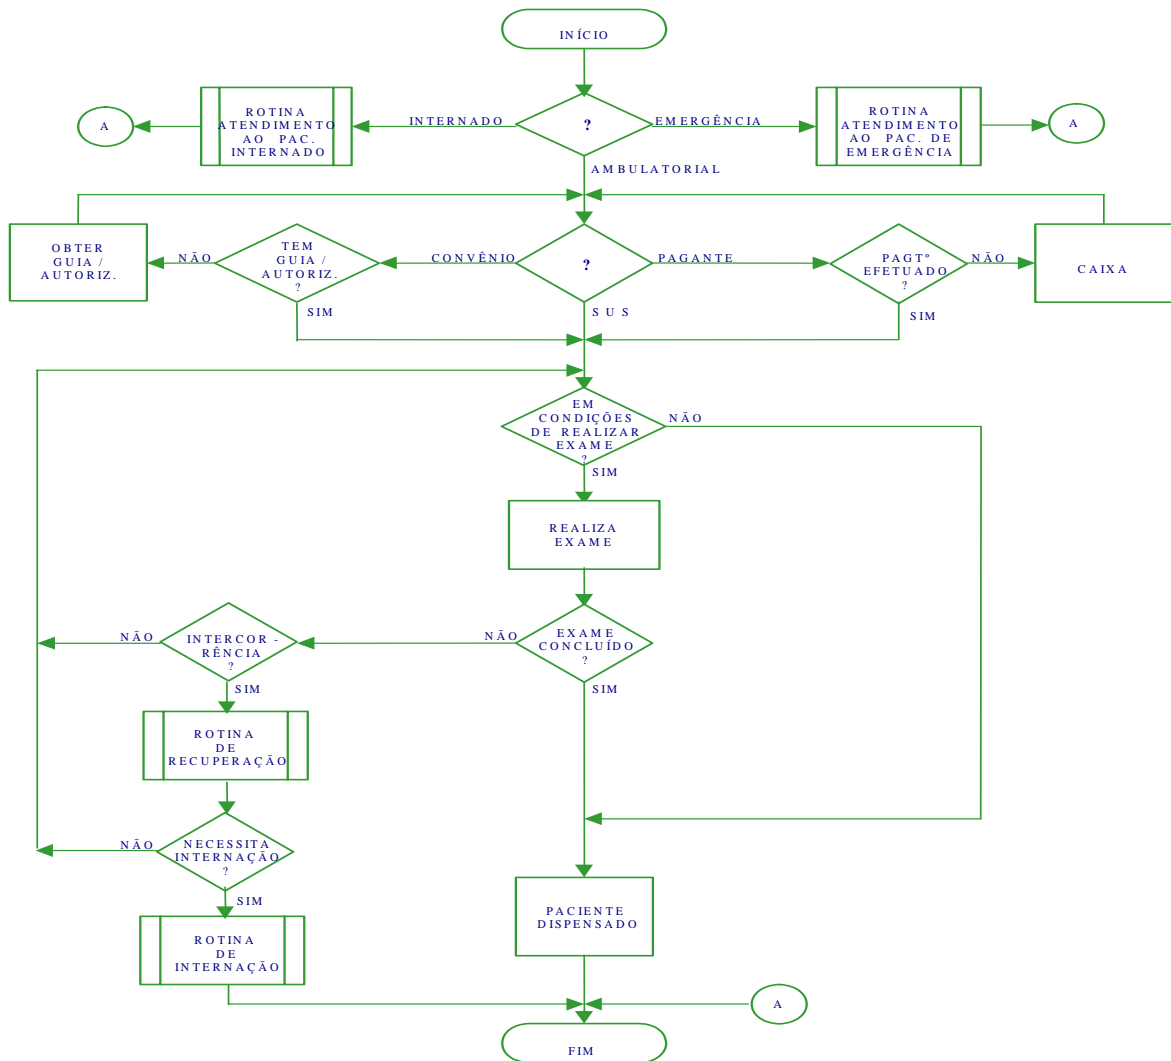 INÍCIO
A
ROTINA
ATENDIMENTO
AO PAC.
INTERNADO
INTERNADO
?
EMERGÊNCIA
ROTINA
ATENDIMENTO
AO PAC. DE
EMERGÊNCIA
A
AMBULATORIAL
OBTER
GUIA /
AUTORIZ.
NÃO
TEM
GUIA /
AUTORIZ.
?
CONVÊNIO
?
PAGANTE
PAGTº
EFETUADO
?
NÃO
CAIXA
SIM
SUS
SIM
EM
CONDIÇÕES
DE REALIZAR
EXAME
?
NÃO
SIM
REALIZA
EXAME
NÃO
INTERCOR -
RÊNCIA
?
NÃO
EXAME
CONCLUÍDO
?
SIM
SIM
ROTINA
DE
RECUPERAÇÃO
NÃO
NECESSITA
INTERNAÇÃO
?
SIM
PACIENTE
DISPENSADO
ROTINA
DE
INTERNAÇÃO
A
FIM